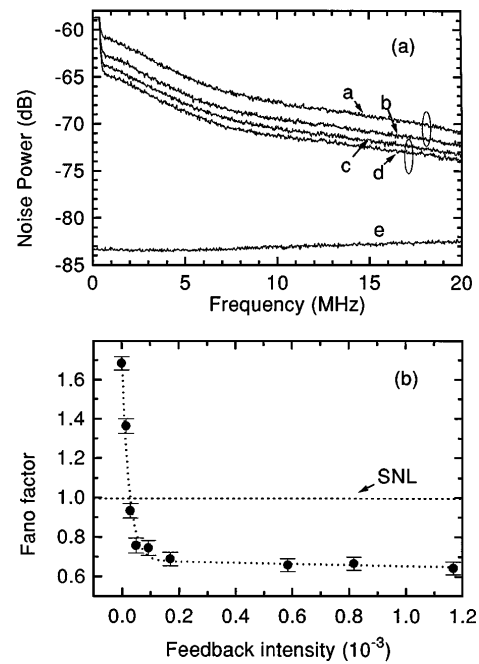 -60
-65
-70
-75
-80
-85
Noise Power (dB)
(a)
a
b
c
d
e
0
5
10
15
20
Frequency (MHz)
1.6
1.4
1.2
1.0
0.8
0.6
Fano factor
(b)
SNL
0.0
0.2
0.4
0.6
0.8
1.0
1.2
Feedback intensity (10⁻³)